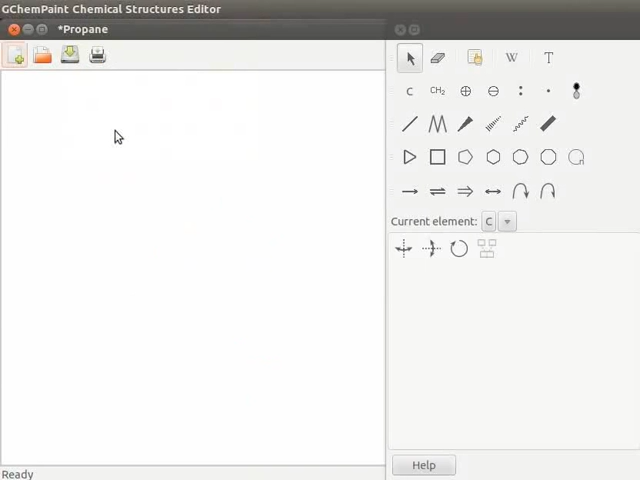 GChemPaint Chemical Structures Editor
*Propane
W T
C CH2
Current element: C
Help
Ready